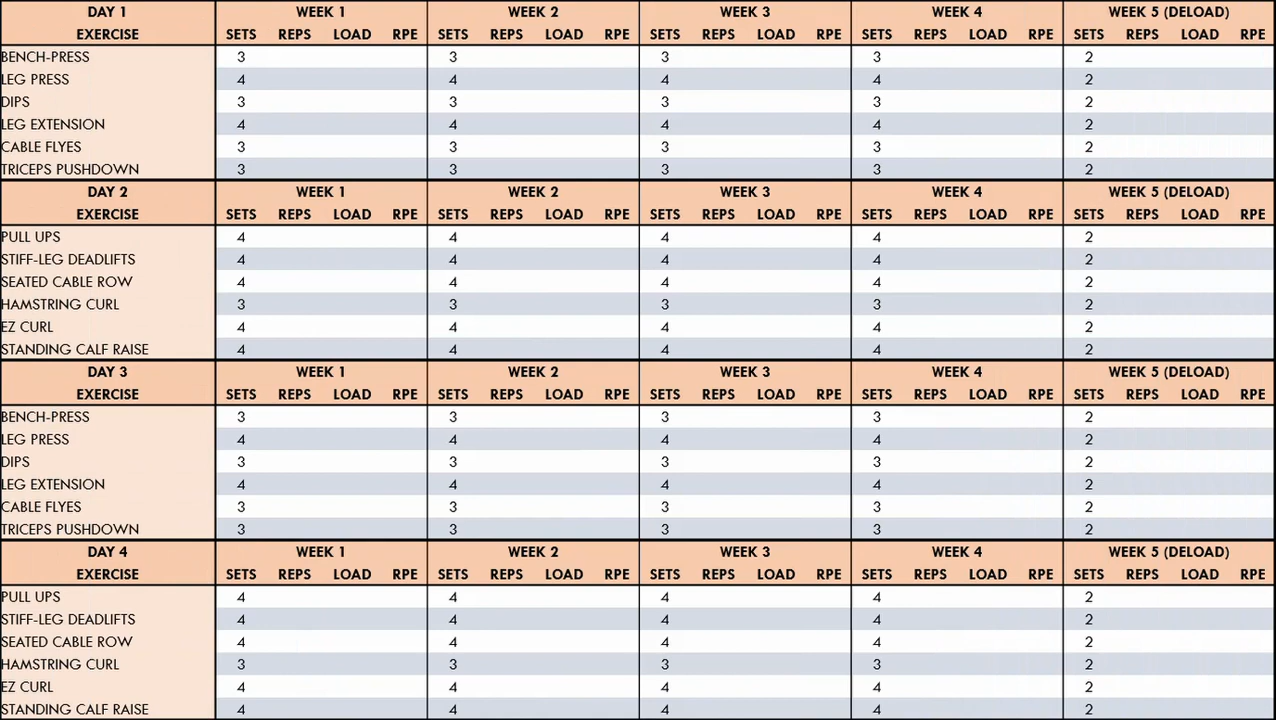 DAY 1 WEEK 1 WEEK 2 WEEK 3 WEEK 4 WEEK 5 (DELOAD)
EXERCISE SETS REPS LOAD RPE SETS REPS LOAD RPE SETS REPS LOAD RPE SETS REPS LOAD RPE SETS REPS LOAD RPE
BENCH-PRESS 3 3 3 3 2
LEG PRESS 4 4 4 4 2
DIPS 3 3 3 3 2
LEG EXTENSION 4 4 4 4 2
CABLE FLYES 3 3 3 3 2
TRICEPS PUSHDOWN 3 3 3 3 2
DAY 2 WEEK 1 WEEK 2 WEEK 3 WEEK 4 WEEK 5 (DELOAD)
EXERCISE SETS REPS LOAD RPE SETS REPS LOAD RPE SETS REPS LOAD RPE SETS REPS LOAD RPE SETS REPS LOAD RPE
PULL UPS 4 4 4 4 2
STIFF-LEG DEADLIFTS 4 4 4 4 2
SEATED CABLE ROW 4 4 4 4 2
HAMSTRING CURL 3 3 3 3 2
EZ CURL 4 4 4 4 2
STANDING CALF RAISE 4 4 4 4 2
DAY 3 WEEK 1 WEEK 2 WEEK 3 WEEK 4 WEEK 5 (DELOAD)
EXERCISE SETS REPS LOAD RPE SETS REPS LOAD RPE SETS REPS LOAD RPE SETS REPS LOAD RPE SETS REPS LOAD RPE
BENCH-PRESS 3 3 3 3 2
LEG PRESS 4 4 4 4 2
DIPS 3 3 3 3 2
LEG EXTENSION 4 4 4 4 2
CABLE FLYES 3 3 3 3 2
TRICEPS PUSHDOWN 3 3 3 3 2
DAY 4 WEEK 1 WEEK 2 WEEK 3 WEEK 4 WEEK 5 (DELOAD)
EXERCISE SETS REPS LOAD RPE SETS REPS LOAD RPE SETS REPS LOAD RPE SETS REPS LOAD RPE SETS REPS LOAD RPE
PULL UPS 4 4 4 4 2
STIFF-LEG DEADLIFTS 4 4 4 4 2
SEATED CABLE ROW 4 4 4 4 2
HAMSTRING CURL 3 3 3 3 2
EZ CURL 4 4 4 4 2
STANDING CALF RAISE 4 4 4 4 2